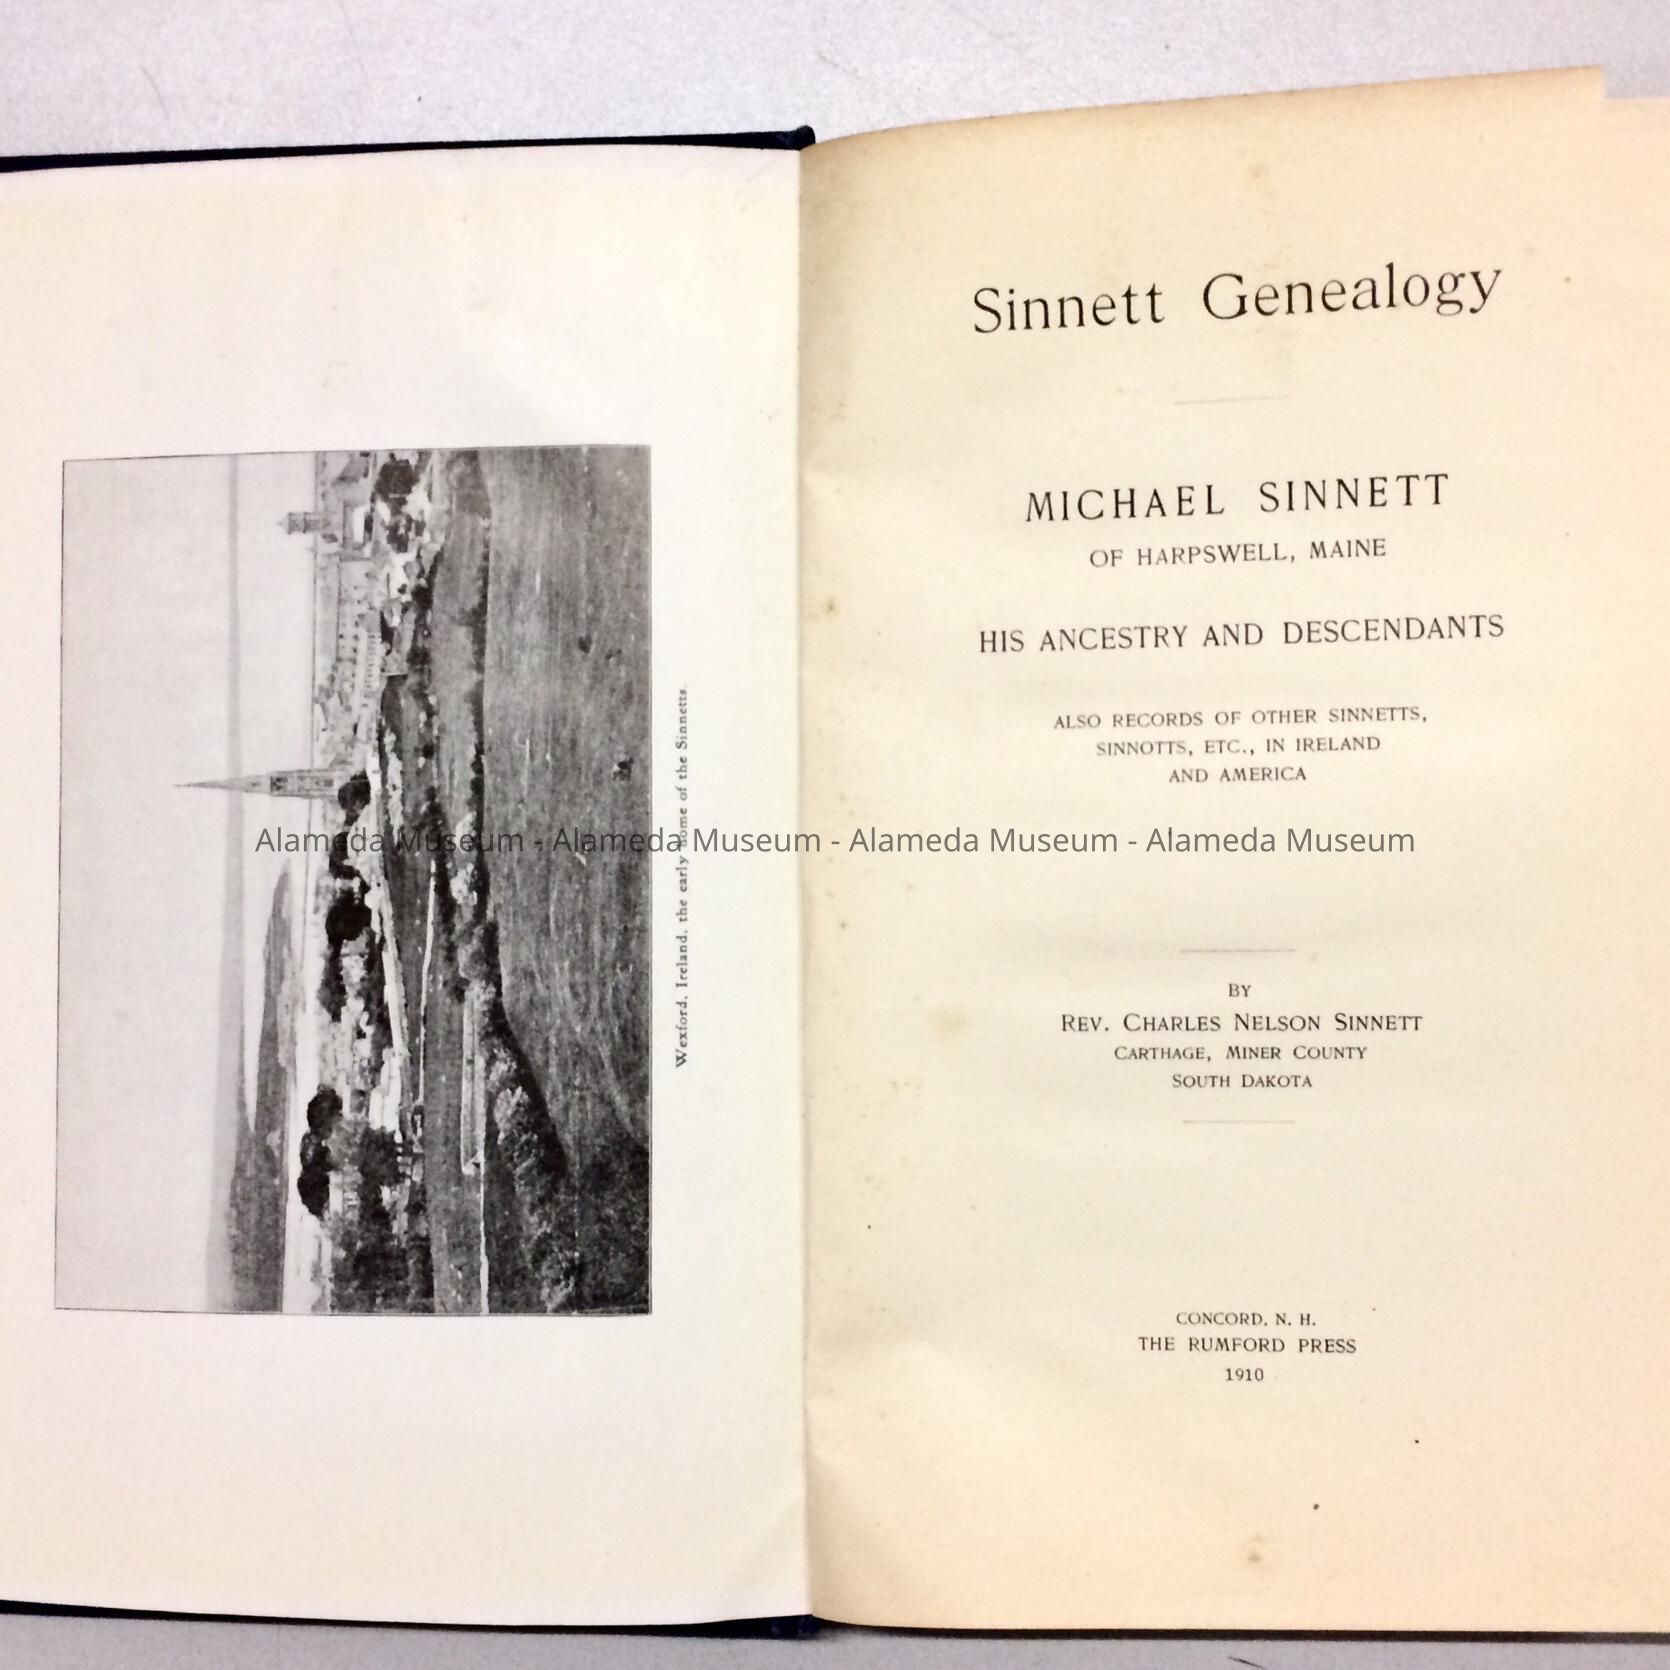 Wexford, Ireland, the early home of the Sinnetts.
Sinnett Genealogy
MICHAEL SINNETT
OF HARPSWELL, MAINE
HIS ANCESTRY AND DESCENDANTS
ALSO RECORDS OF OTHER SINNETTS,
SINNOTTS, ETC., IN IRELAND
AND AMERICA
Alameda Museum - Alameda Museum - Alameda Museum - Alameda Museum
BY
REV. CHARLES NELSON SINNETT
CARTHAGE, MINER COUNTY
SOUTH DAKOTA
CONCORD, N. H.
THE RUMFORD PRESS
1910